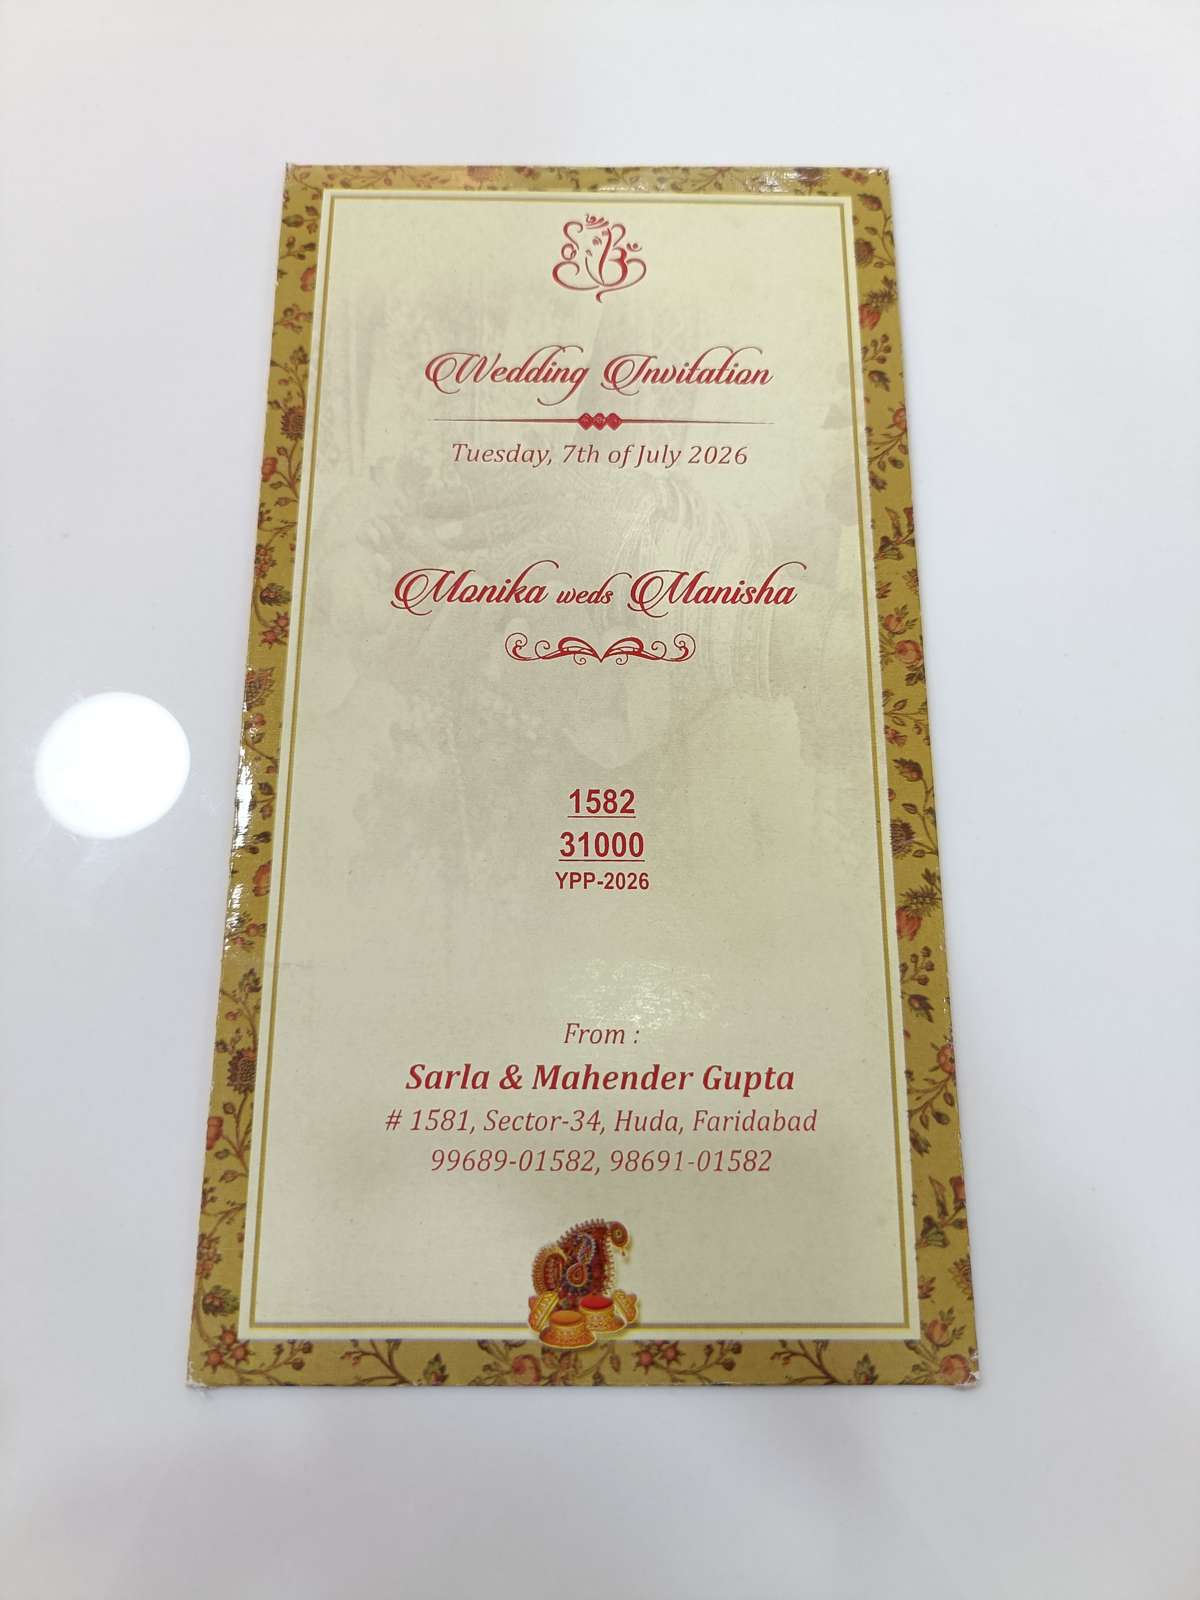 Wedding Invitation
Tuesday, 7th of July 2026
Monika weds Manisha
1582
31000
YPP-2026
From :
Sarla & Mahender Gupta
# 1581, Sector-34, Huda, Faridabad
99689-01582, 98691-01582